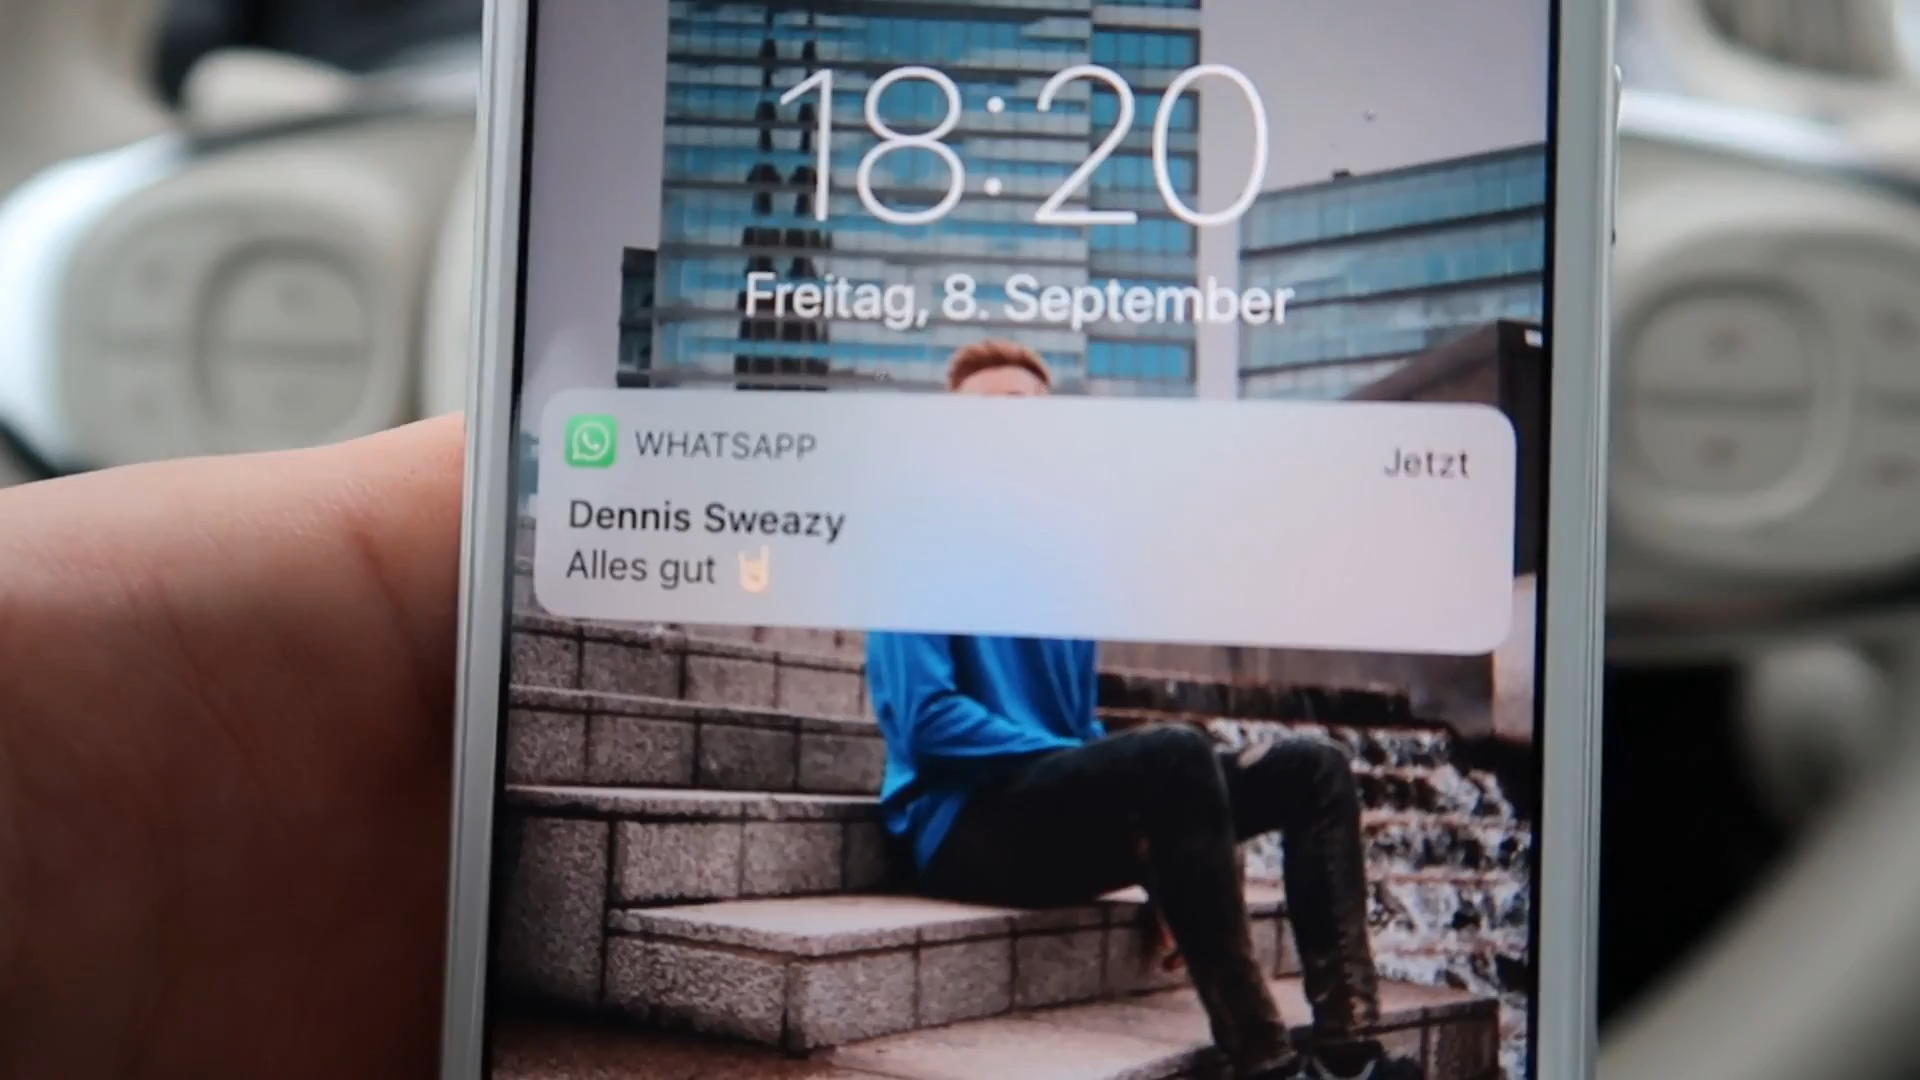 18:20
Freitag, 8. September
WHATSAPP
Jetzt
Dennis Sweazy
Alles gut 🤘🏻